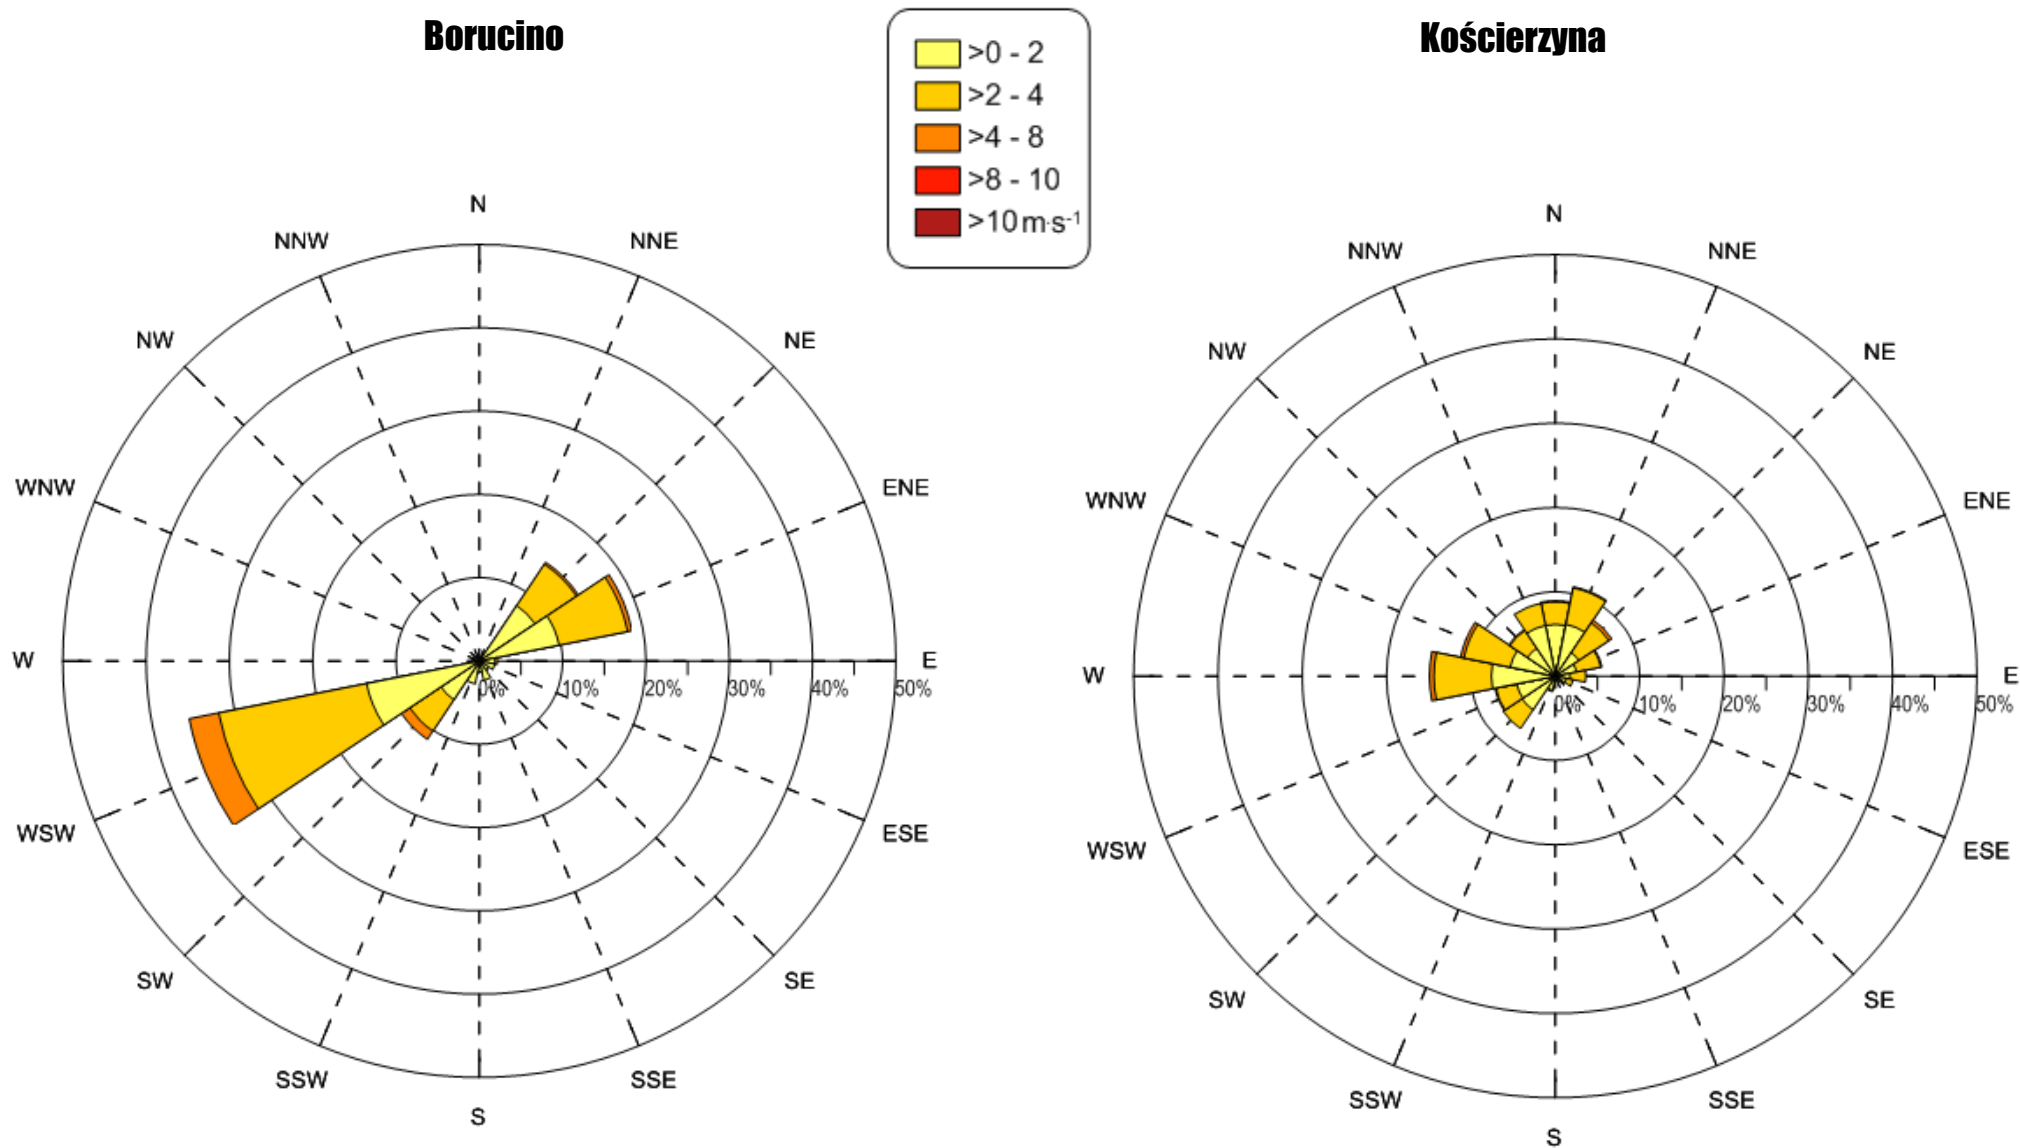 Borucino
>0 - 2
>2 - 4
>4 - 8
>8 - 10
>10 m·s⁻¹
Kościerzyna
N
NNW
NNE
NW
NE
WNW
ENE
W
E
0%
10%
20%
30%
40%
50%
WSW
ESE
SW
SE
SSW
SSE
S
N
NNW
NNE
NW
NE
WNW
ENE
W
E
0%
10%
20%
30%
40%
50%
WSW
ESE
SW
SE
SSW
SSE
S